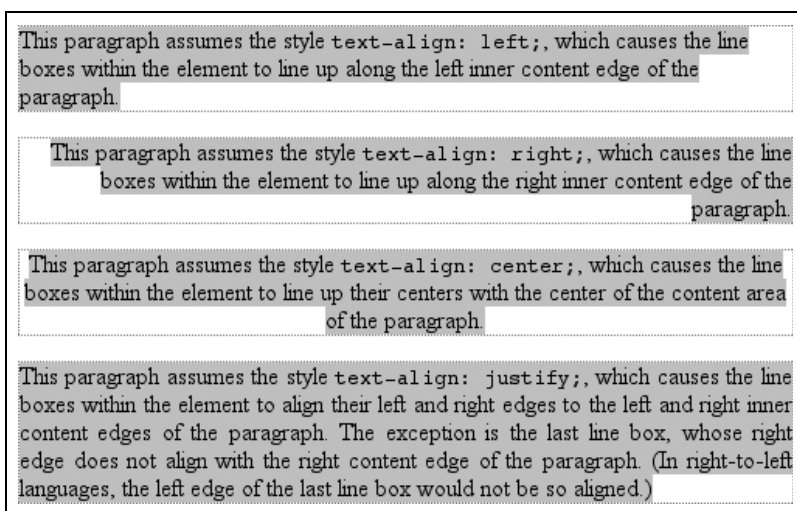 This paragraph assumes the style text-align: left;, which causes the line
boxes within the element to line up along the left inner content edge of the
paragraph.
This paragraph assumes the style text-align: right;, which causes the line
boxes within the element to line up along the right inner content edge of the
paragraph.
This paragraph assumes the style text-align: center;, which causes the line
boxes within the element to line up their centers with the center of the content area
of the paragraph.
This paragraph assumes the style text-align: justify;, which causes the line
boxes within the element to align their left and right edges to the left and right inner
content edges of the paragraph. The exception is the last line box, whose right
edge does not align with the right content edge of the paragraph. (In right-to-left
languages, the left edge of the last line box would not be so aligned.)